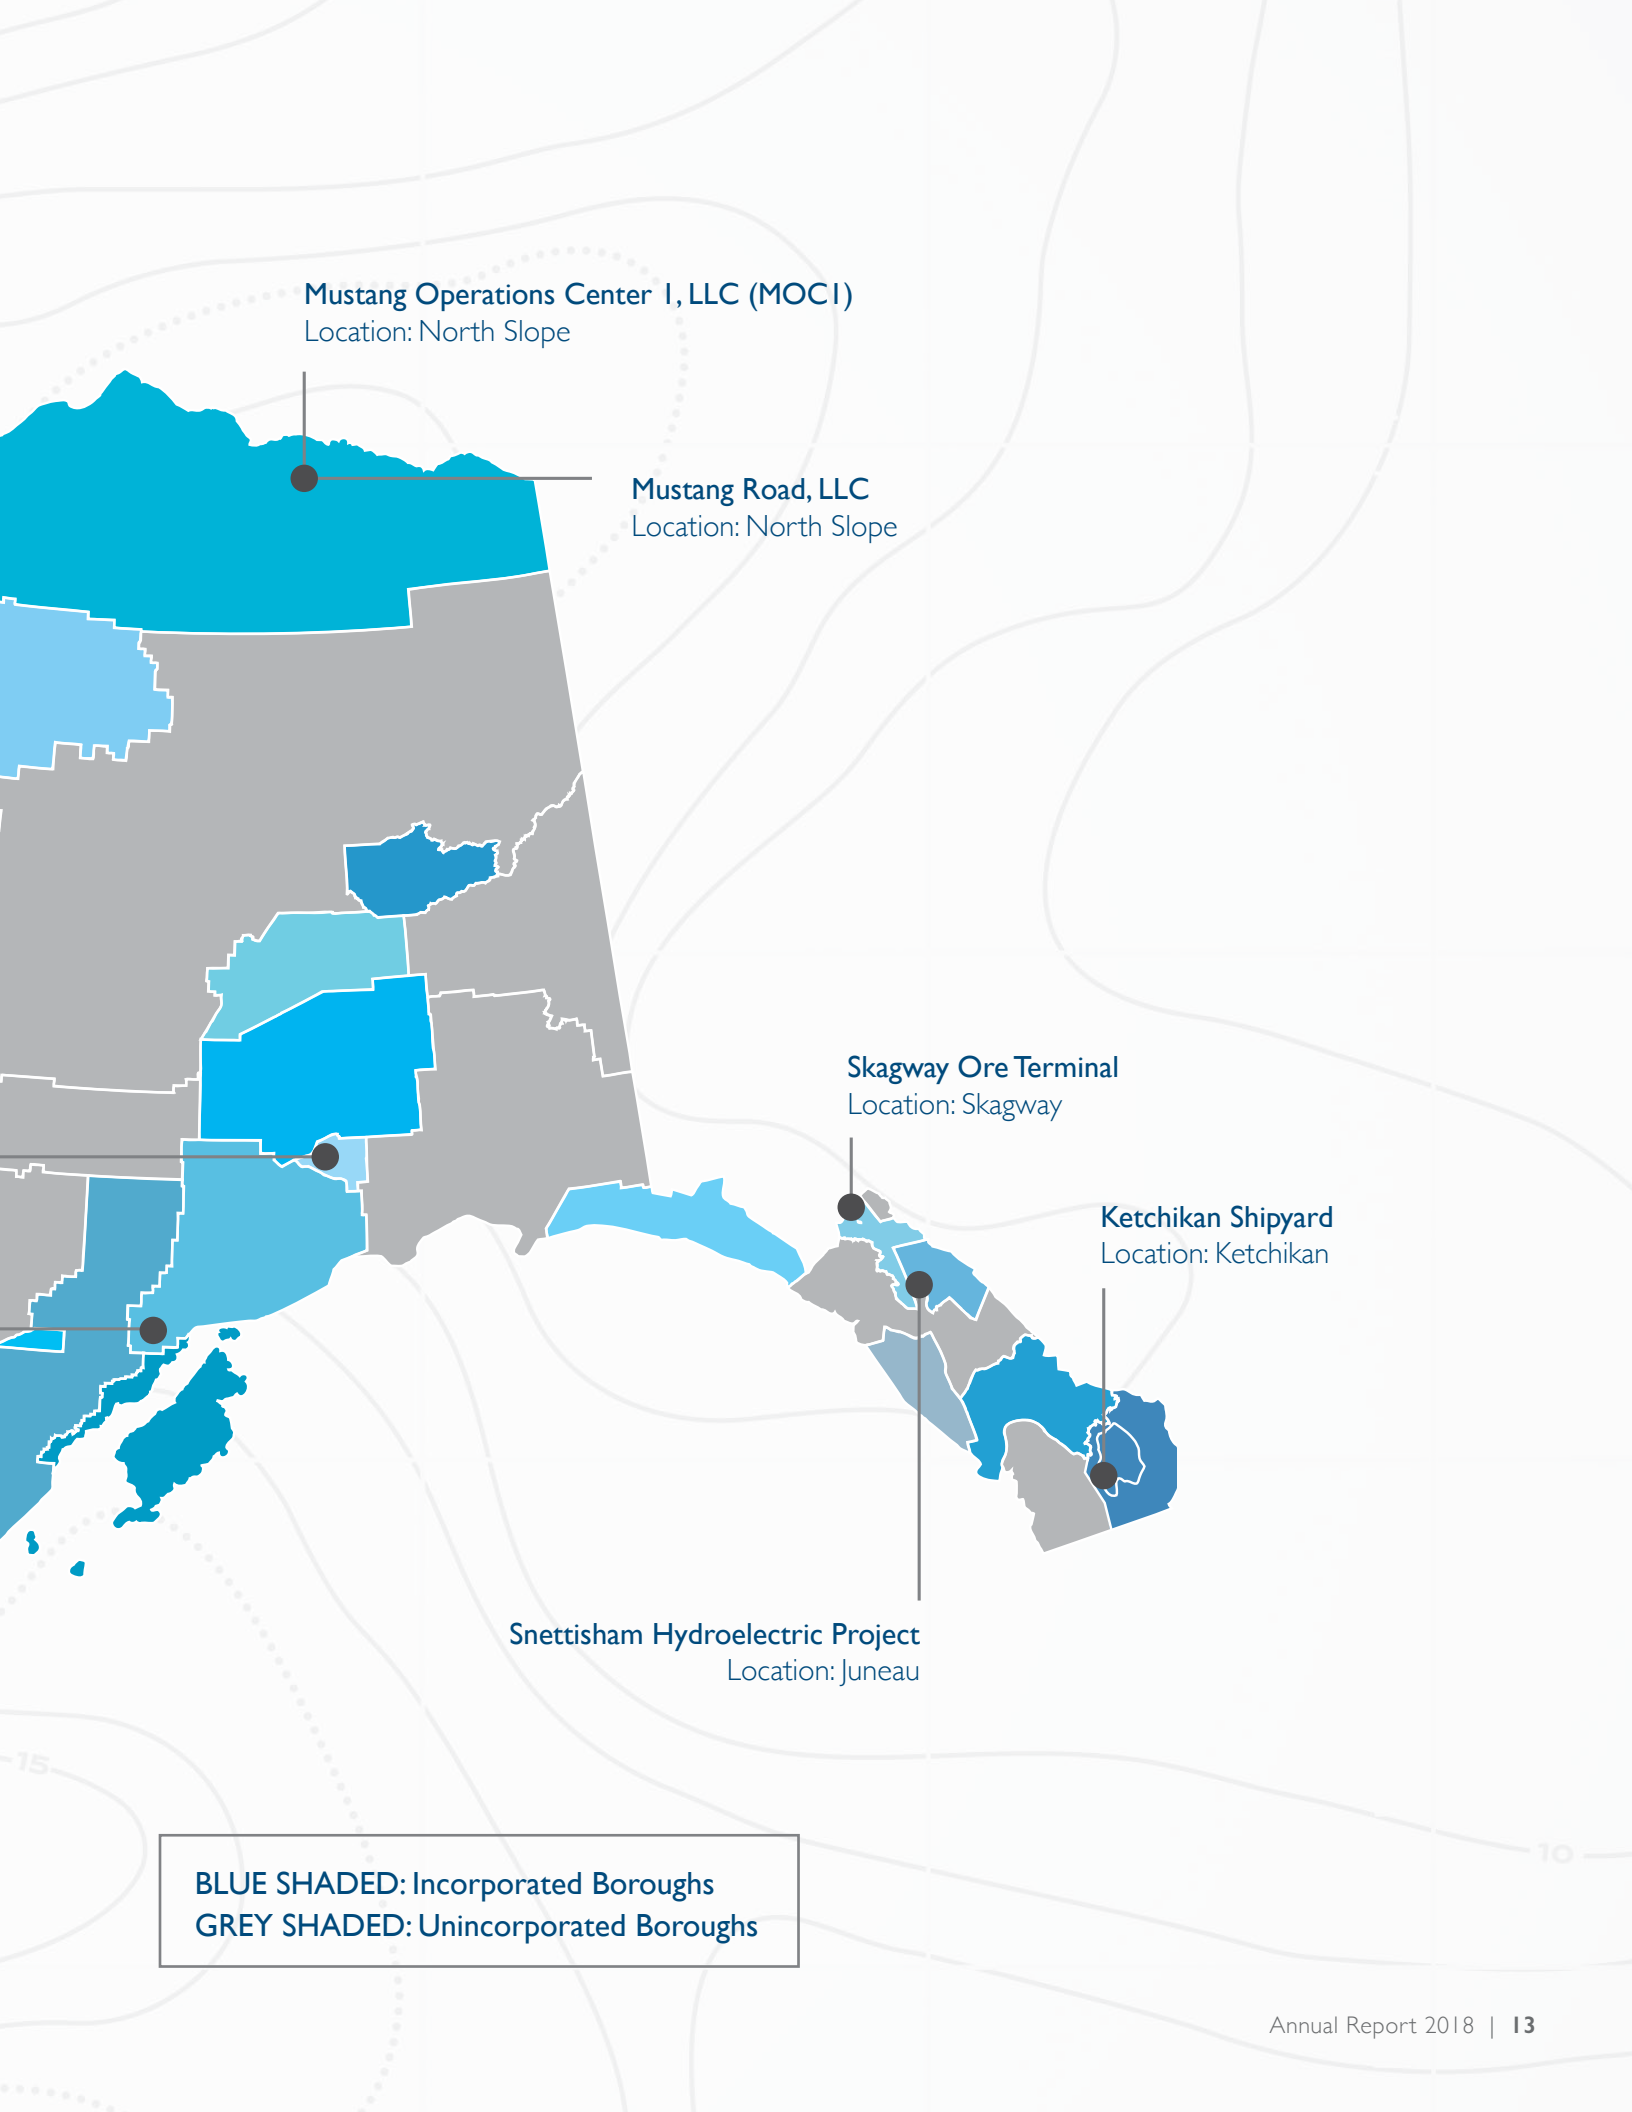 Mustang Operations Center 1, LLC (MOC1)
Location: North Slope
Mustang Road, LLC
Location: North Slope
Skagway Ore Terminal
Location: Skagway
Ketchikan Shipyard
Location: Ketchikan
Snettisham Hydroelectric Project
Location: Juneau
15
10
BLUE SHADED: Incorporated Boroughs
GREY SHADED: Unincorporated Boroughs
Annual Report 2018 | 13